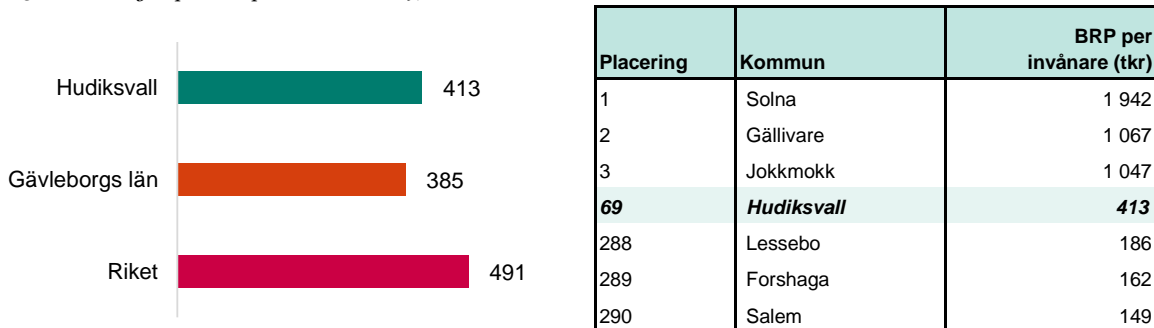 Hudiksvall 413
Gävleborgs län 385
Riket 491
Placering Kommun BRP per invånare (tkr)
1 Solna 1 942
2 Gällivare 1 067
3 Jokkmokk 1 047
69 Hudiksvall 413
288 Lessebo 186
289 Forshaga 162
290 Salem 149